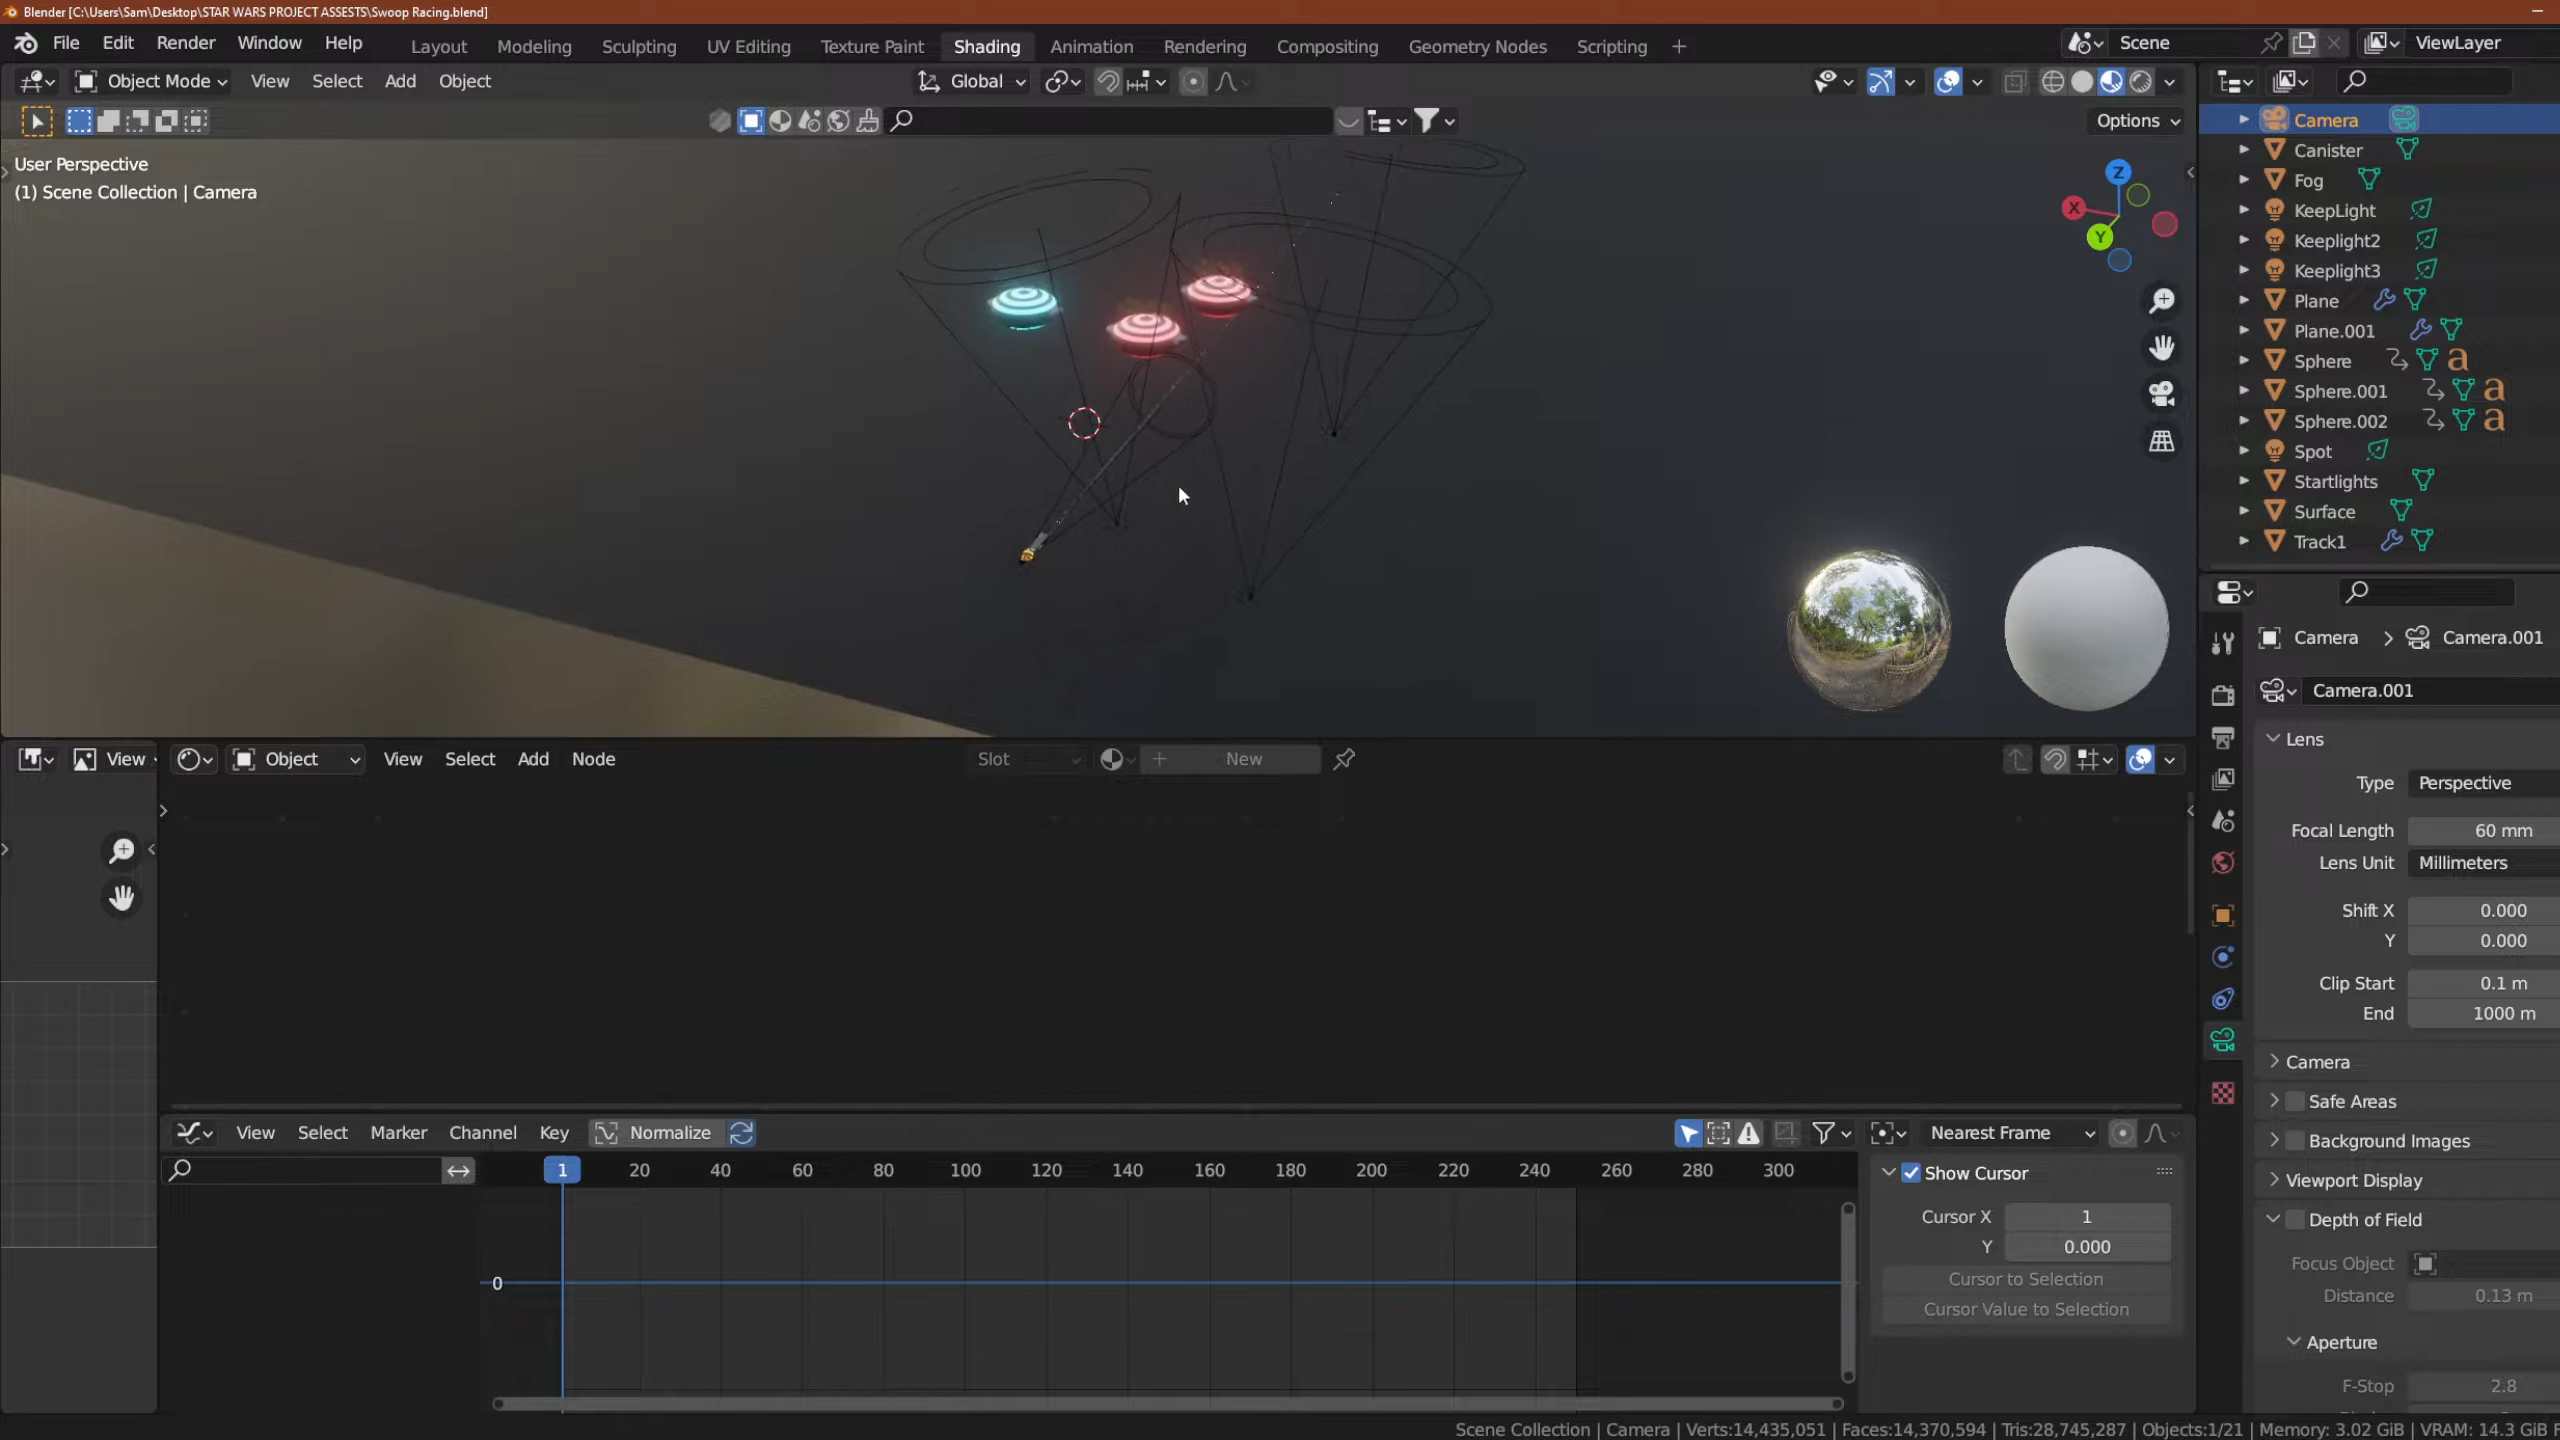 Blender [C:\Users\Sam\Desktop\STAR WARS PROJECT ASSESTS\Swoop Racing.blend]
File Edit Render Window Help Layout Modeling Sculpting UV Editing Texture Paint Shading Animation Rendering Compositing Geometry Nodes Scripting + Scene ViewLayer
Object Mode View Select Add Object Global
Options
User Perspective
(1) Scene Collection | Camera
X
Y
Z
Camera
Canister
Fog
KeepLight
Keeplight2
Keeplight3
Plane
Plane.001
Sphere a
Sphere.001 a
Sphere.002 a
Spot
Startlights
Surface
Track1
Camera > Camera.001
Camera.001
Lens
Type Perspective
Focal Length 60 mm
Lens Unit Millimeters
Shift X 0.000
Y 0.000
Clip Start 0.1 m
End 1000 m
Camera
Safe Areas
Background Images
Viewport Display
Depth of Field
Focus Object
Distance 0.13 m
Aperture
F-Stop 2.8
View Object View Select Add Node Slot New
View Select Marker Channel Key Normalize Nearest Frame
1 20 40 60 80 100 120 140 160 180 200 220 240 260 280 300
0
Show Cursor
Cursor X 1
Y 0.000
Cursor to Selection
Cursor Value to Selection
Scene Collection | Camera | Verts:14,435,051 | Faces:14,370,594 | Tris:28,745,287 | Objects:1/21 | Memory: 3.02 GiB | VRAM: 14.3 GiB F